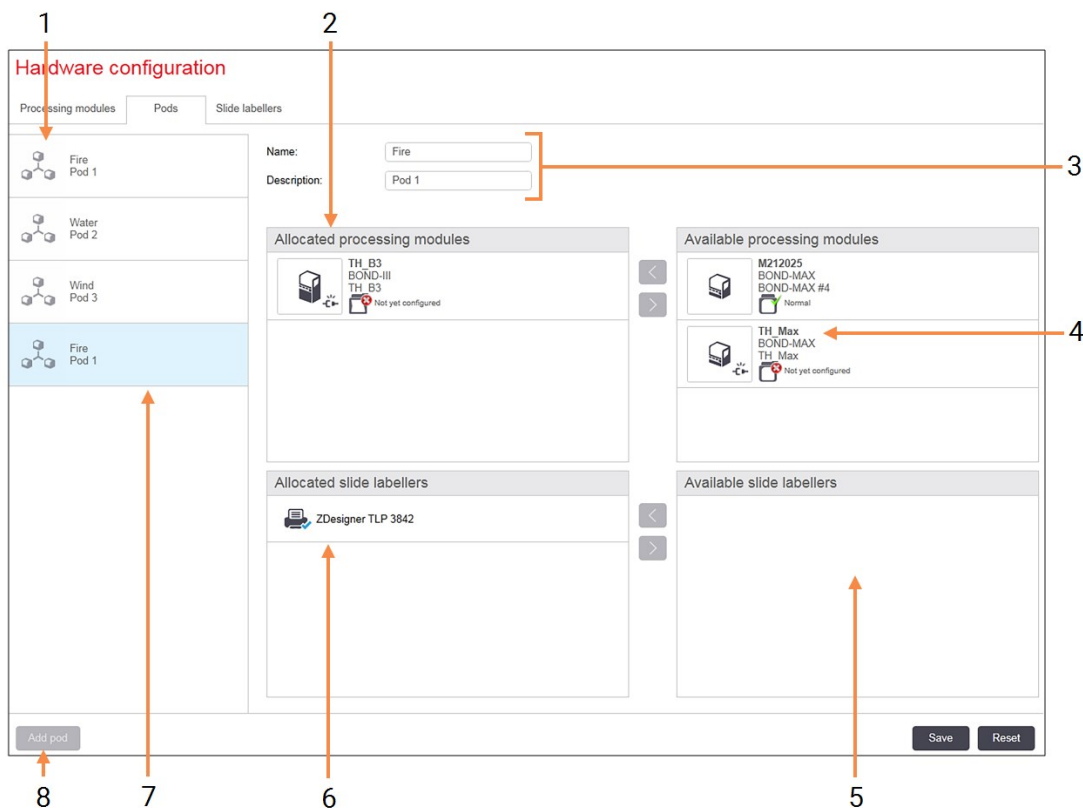 1
2
Hardware configuration
Processing modules
Pods
Slide labellers
Fire
Pod 1
Water
Pod 2
Wind
Pod 3
Fire
Pod 1
Name:
Fire
Description:
Pod 1
3
Allocated processing modules
TH_B3
BOND-III
TH_B3
Not yet configured
<
>
Available processing modules
M212025
BOND-MAX
BOND-MAX #4
Normal
TH_Max
BOND-MAX
TH_Max
Not yet configured
4
Allocated slide labellers
ZDesigner TLP 3842
<
>
Available slide labellers
Add pod
Save
Reset
8
7
6
5